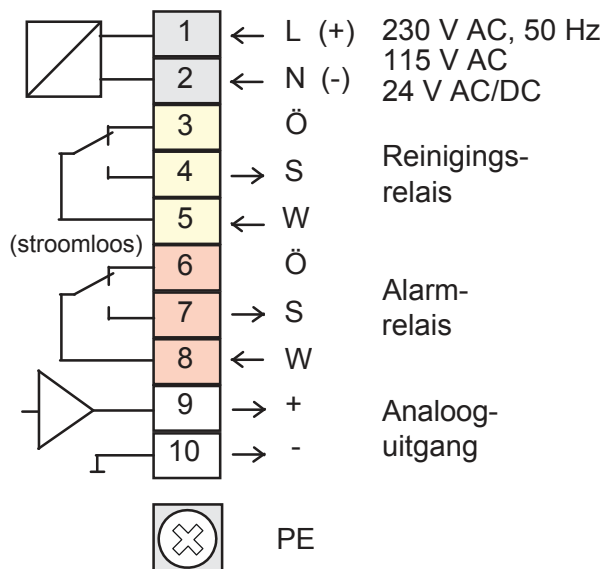 1 ← L (+) 230 V AC, 50 Hz
115 V AC
2 ← N (-) 24 V AC/DC
3 Ö
Reinigings-
4 → S
relais
5 ← W
(stroomloos)
6 Ö
Alarm-
7 → S
relais
8 ← W
9 → +
Analoog-
uitgang
10 → -
PE